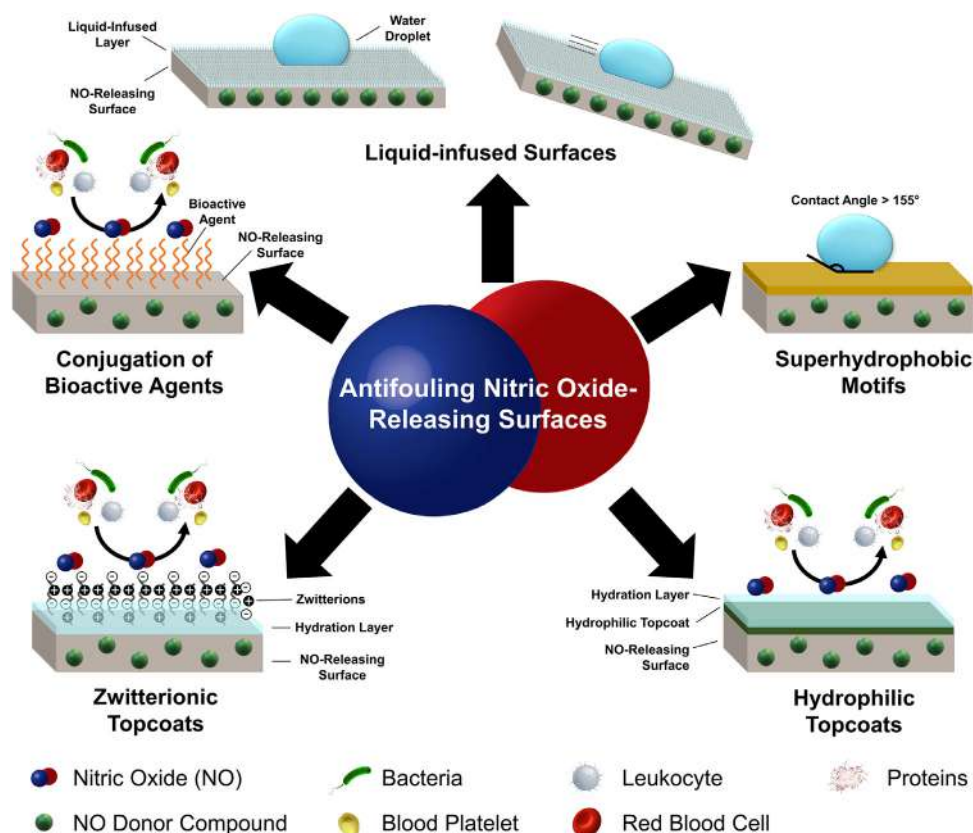 Liquid-Infused
Layer
NO-Releasing
Surface
Water
Droplet
Liquid-infused Surfaces
Bioactive
Agent
NO-Releasing
Surface
Conjugation of
Bioactive Agents
Contact Angle > 155°
Superhydrophobic
Motifs
Antifouling Nitric Oxide-
Releasing Surfaces
Zwitterions
Hydration Layer
NO-Releasing
Surface
Zwitterionic
Topcoats
Hydration Layer
Hydrophilic Topcoat
NO-Releasing
Surface
Hydrophilic
Topcoats
Nitric Oxide (NO)
Bacteria
Leukocyte
Proteins
NO Donor Compound
Blood Platelet
Red Blood Cell